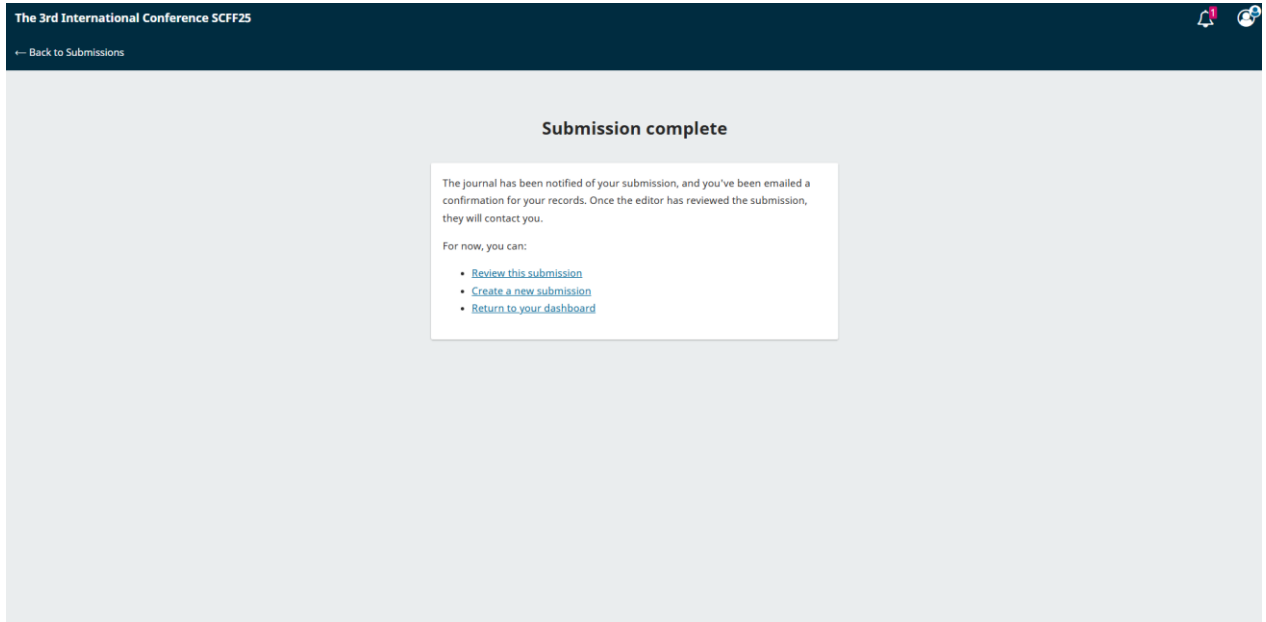 The 3rd International Conference SCFF25
1
← Back to Submissions
Submission complete
The journal has been notified of your submission, and you've been emailed a
confirmation for your records. Once the editor has reviewed the submission,
they will contact you.
For now, you can:
• Review this submission
• Create a new submission
• Return to your dashboard